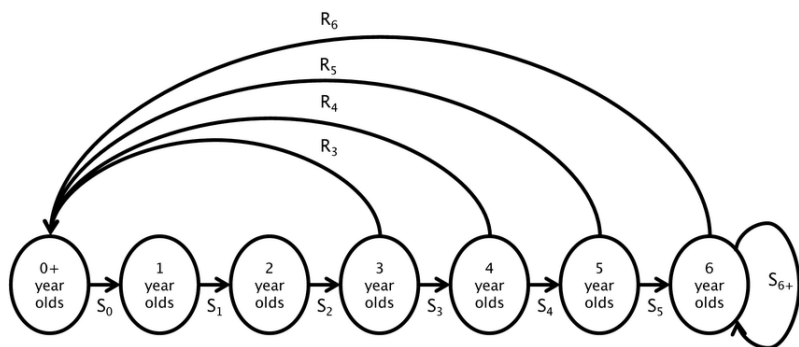 R6
R5
R4
R3
0+
year
olds
1
year
olds
2
year
olds
3
year
olds
4
year
olds
5
year
olds
6
year
olds
S0
S1
S2
S3
S4
S5
S6+